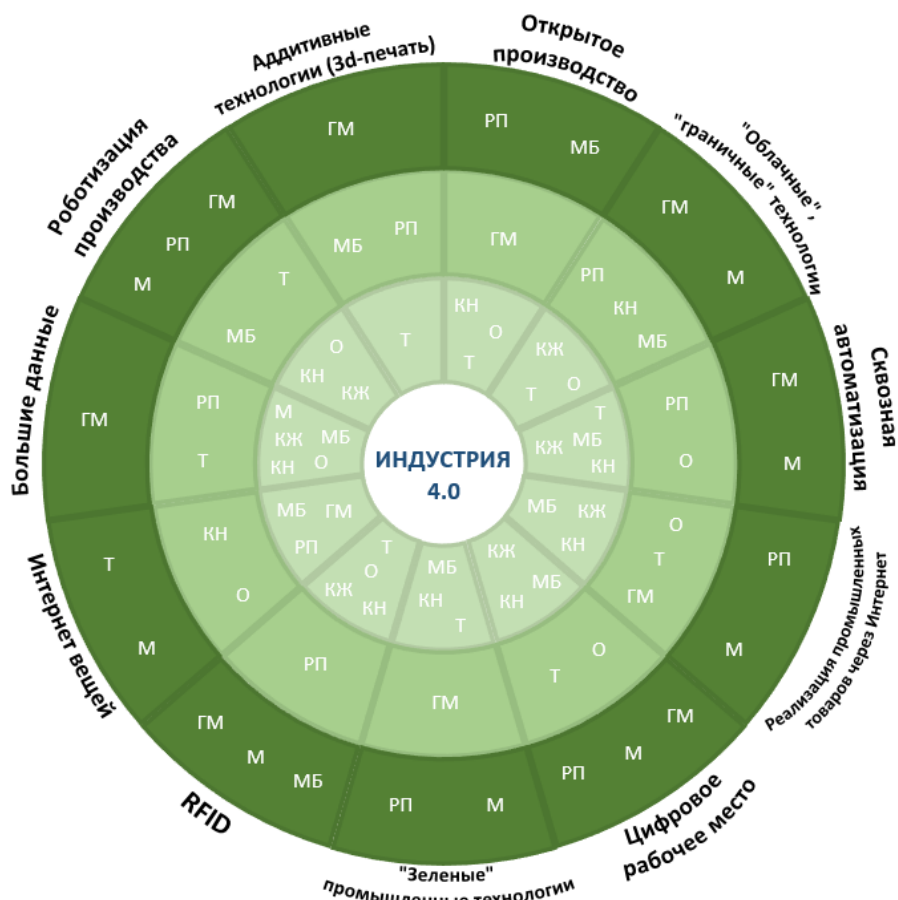 Аддитивные
технологии (3d-печать)
Открытое
производство
"Облачные",
"граничные" технологии
Сквозная
автоматизация
Реализация промышленных
товаров через Интернет
Цифровое
рабочее место
"Зеленые"
промышленные технологии
RFID
Интернет вещей
Большие данные
Роботизация
производства
ИНДУСТРИЯ
4.0
РП
МБ
ГМ
М
ГМ
М
РП
М
ГМ
М
РП
РП
М
ГМ
М
МБ
Т
М
ГМ
ГМ
РП
М
ГМ
ГМ
РП
КН
МБ
РП
О
О
Т
ГМ
О
Т
ГМ
РП
КН
О
РП
Т
Т
МБ
МБ
РП
КН
О
Т
КЖ
О
Т
Т
МБ
КЖ
КН
МБ
КЖ
КН
КЖ
МБ
КН
МБ
КН
Т
Т
О
КЖ
КН
МБ
ГМ
РП
М
КЖ
МБ
КН
О
О
КН
КЖ
Т